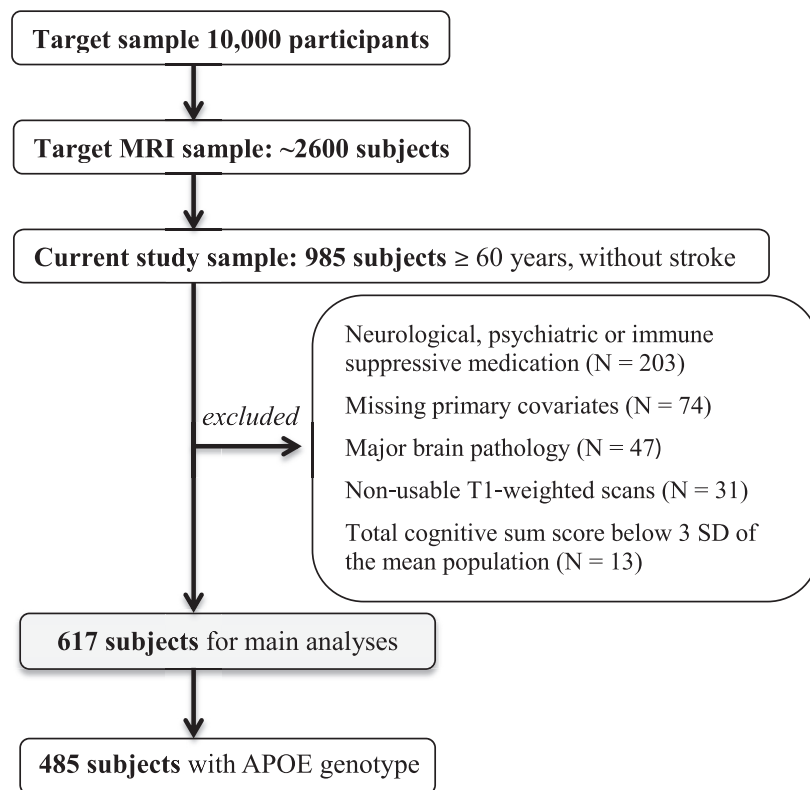 Target sample 10,000 participants
Target MRI sample: ~2600 subjects
Current study sample: 985 subjects ≥ 60 years, without stroke
excluded
Neurological, psychiatric or immune
suppressive medication (N = 203)
Missing primary covariates (N = 74)
Major brain pathology (N = 47)
Non-usable T1-weighted scans (N = 31)
Total cognitive sum score below 3 SD of
the mean population (N = 13)
617 subjects for main analyses
485 subjects with APOE genotype